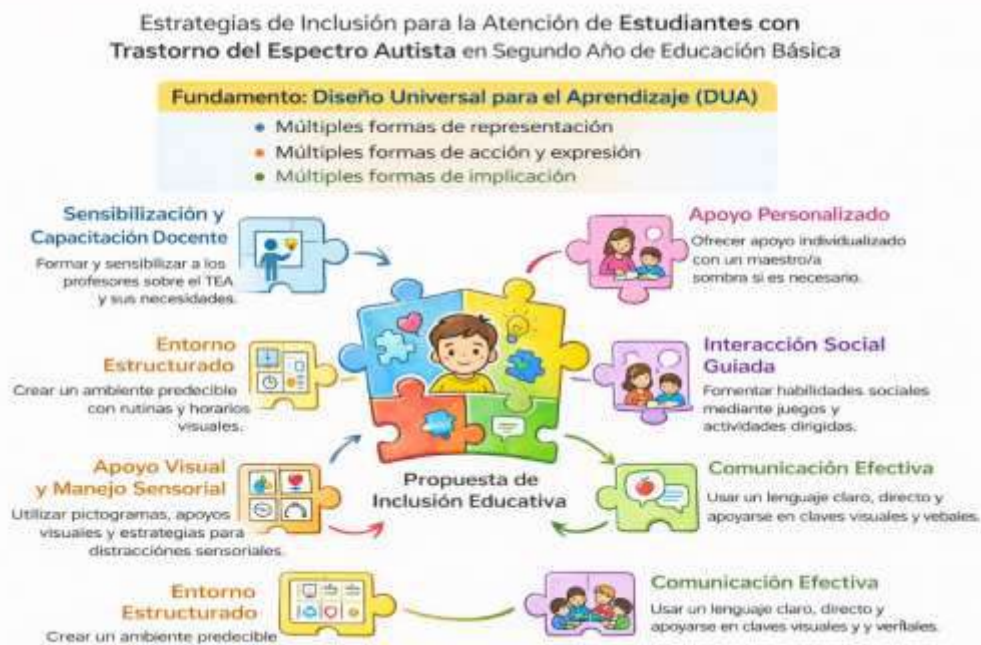 Estrategias de Inclusión para la Atención de Estudiantes con
Trastorno del Espectro Autista en Segundo Año de Educación Básica
Fundamento: Diseño Universal para el Aprendizaje (DUA)
• Múltiples formas de representación
• Múltiples formas de acción y expresión
• Múltiples formas de implicación
Sensibilización y
Capacitación Docente
Formar y sensibilizar a los
profesores sobre el TEA
y sus necesidades.
Apoyo Personalizado
Ofrecer apoyo individualizado
con un maestro/a
sombra si es necesario.
Entorno
Estructurado
Crear un ambiente predecible
con rutinas y horarios
visuales.
Interacción Social
Guiada
Fomentar habilidades sociales
mediante juegos y
actividades dirigidas.
Apoyo Visual
y Manejo Sensorial
Utilizar pictogramas, apoyos
visuales y estrategias para
distracciónes sensoriales.
Propuesta de
Inclusión Educativa
Comunicación Efectiva
Usar un lenguaje claro, directo y
apoyarse en claves visuales y vebales.
Entorno
Estructurado
Crear un ambiente predecible
Comunicación Efectiva
Usar un lenguaje claro, directo y
apoyarse en claves visuales y y